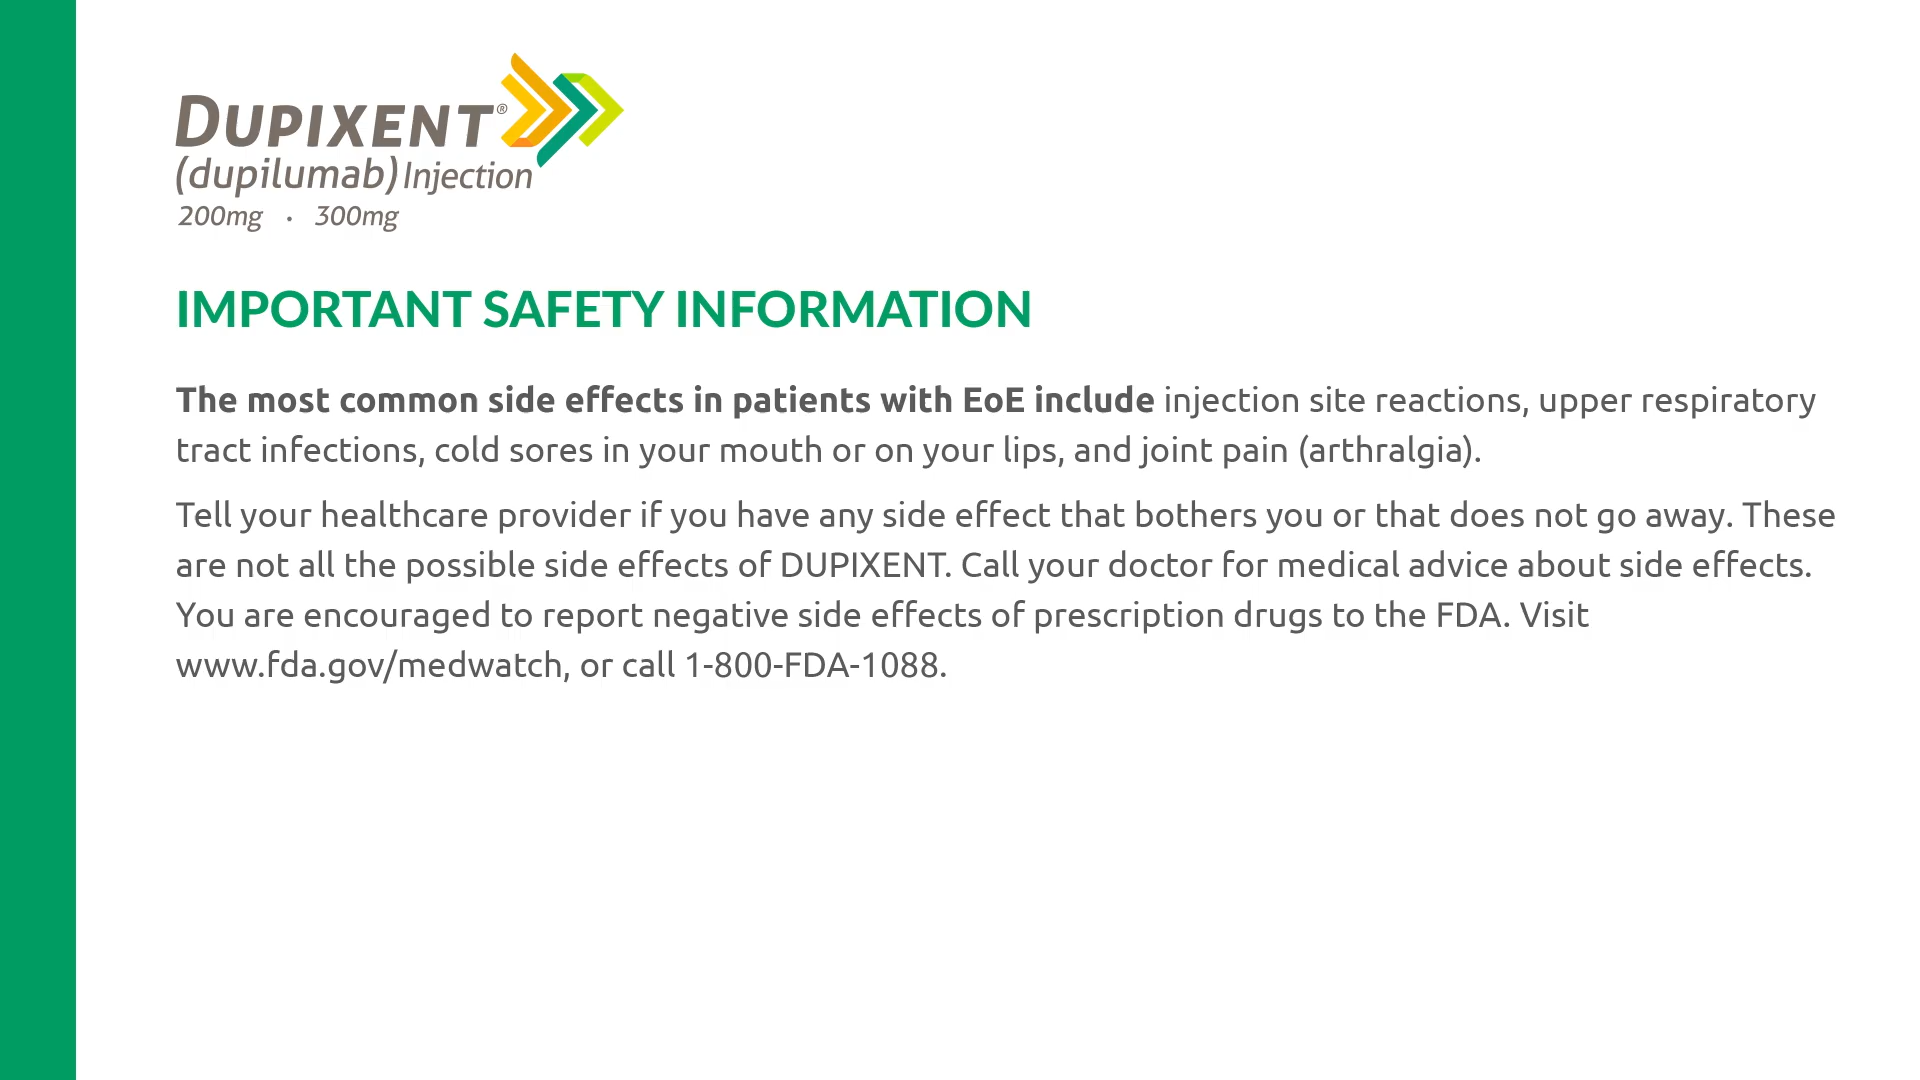 DUPIXENT®
(dupilumab) Injection
200mg • 300mg
IMPORTANT SAFETY INFORMATION
The most common side effects in patients with EoE include injection site reactions, upper respiratory
tract infections, cold sores in your mouth or on your lips, and joint pain (arthralgia).
Tell your healthcare provider if you have any side effect that bothers you or that does not go away. These
are not all the possible side effects of DUPIXENT. Call your doctor for medical advice about side effects.
You are encouraged to report negative side effects of prescription drugs to the FDA. Visit
www.fda.gov/medwatch, or call 1-800-FDA-1088.